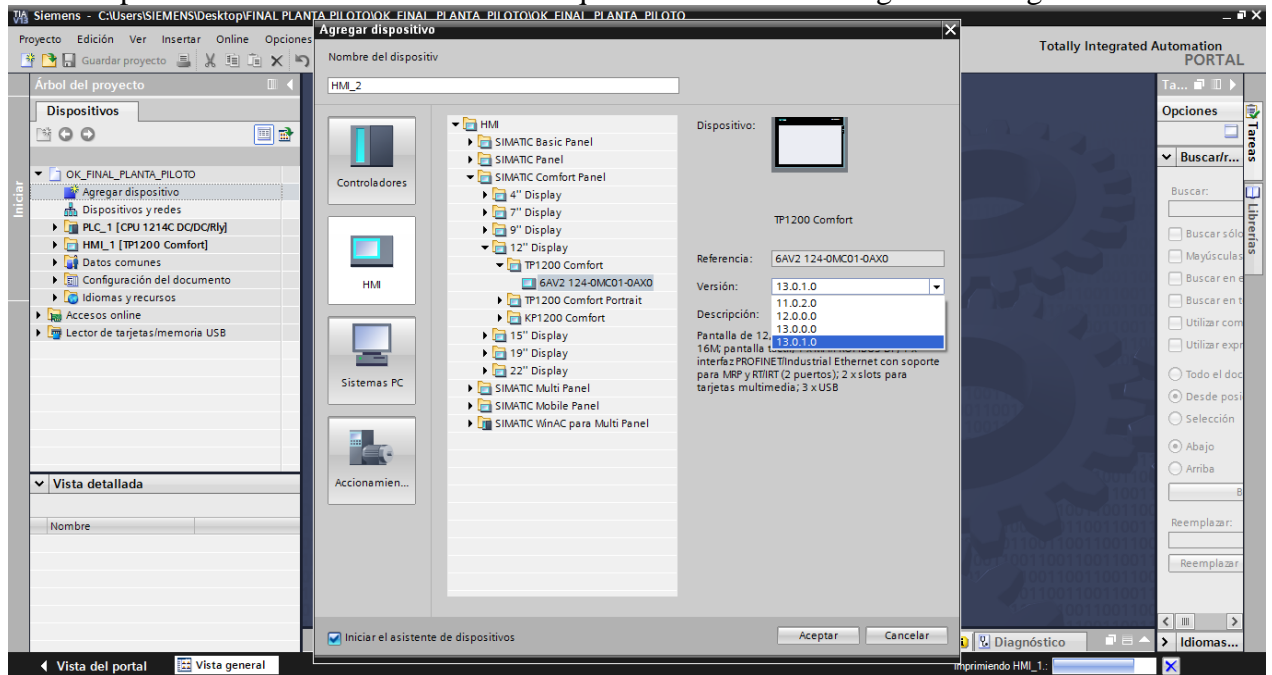 Siemens - C:\Users\SIEMENS\Desktop\FINAL PLANTA PILOTO\OK_FINAL_PLANTA_PILOTO\OK_FINAL_PLANTA_PILOTO
Proyecto Edición Ver Insertar Online Opciones
Guardar proyecto
Totally Integrated Automation
PORTAL
Árbol del proyecto
Dispositivos
OK_FINAL_PLANTA_PILOTO
Agregar dispositivo
Dispositivos y redes
PLC_1 [CPU 1214C DC/DC/Rly]
HMI_1 [TP1200 Comfort]
Datos comunes
Configuración del documento
Idiomas y recursos
Accesos online
Lector de tarjetas/memoria USB
Iniciar
Vista detallada
Nombre
Agregar dispositivo
Nombre del dispositiv
HMI_2
Controladores
HMI
Sistemas PC
Accionamien...
HMI
SIMATIC Basic Panel
SIMATIC Panel
SIMATIC Comfort Panel
4" Display
7" Display
9" Display
12" Display
TP1200 Comfort
6AV2 124-0MC01-0AX0
TP1200 Comfort Portrait
KP1200 Comfort
15" Display
19" Display
22" Display
SIMATIC Multi Panel
SIMATIC Mobile Panel
SIMATIC WinAC para Multi Panel
Dispositivo:
TP1200 Comfort
Referencia: 6AV2 124-0MC01-0AX0
Versión: 13.0.1.0
11.0.2.0
12.0.0.0
13.0.0.0
13.0.1.0
Descripción:
Pantalla de 12,
16M; pantalla
interfaz PROFINET/Industrial Ethernet con soporte
para MRP y RT/IRT (2 puertos); 2 x slots para
tarjetas multimedia; 3 x USB
Iniciar el asistente de dispositivos
Aceptar Cancelar
Ta...
Opciones
Buscar/r...
Buscar:
Buscar sólo
Mayúsculas
Buscar en e
Buscar en t
Utilizar com
Utilizar expr
Todo el doc
Desde posi
Selección
Abajo
Arriba
B
Reemplazar:
Reemplazar
Idiomas...
Tareas
Librerías
Diagnóstico
Vista del portal Vista general
Imprimiendo HMI_1.: